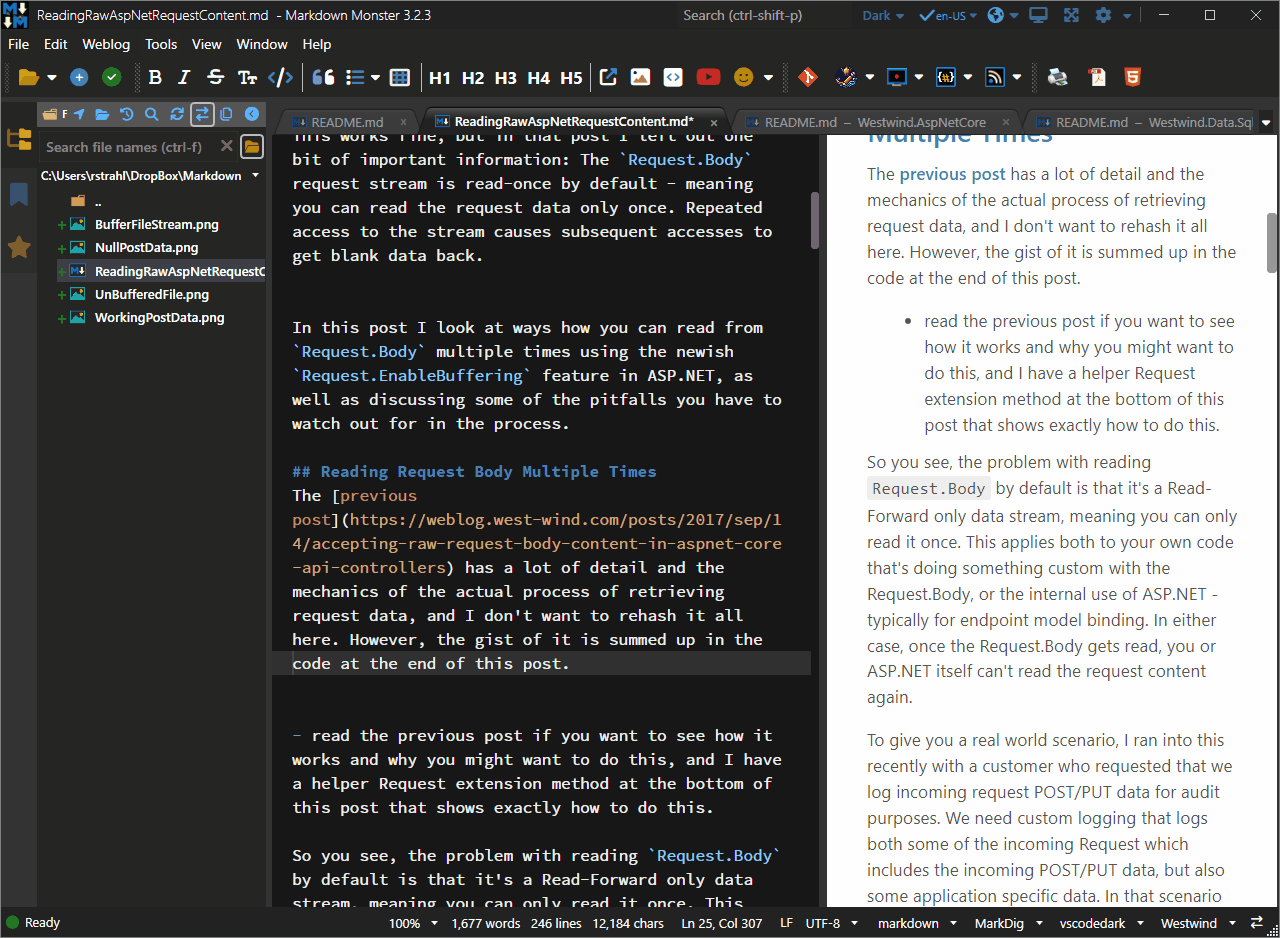 ReadingRawAspNetRequestContent.md - Markdown Monster 3.2.3
Search (ctrl-shift-p)
Dark
en-US
File Edit Weblog Tools View Window Help
B I S TT </> H1 H2 H3 H4 H5
F
README.md
ReadingRawAspNetRequestContent.md*
README.md – Westwind.AspNetCore
README.md – Westwind.Data.Sql
Search file names (ctrl-f)
C:\Users\rstrahl\DropBox\Markdown
..
BufferFileStream.png
NullPostData.png
ReadingRawAspNetRequestC
UnBufferedFile.png
WorkingPostData.png
This works fine, but in that post I left out one
bit of important information: The `Request.Body`
request stream is read-once by default - meaning
you can read the request data only once. Repeated
access to the stream causes subsequent accesses to
get blank data back.
In this post I look at ways how you can read from
`Request.Body` multiple times using the newish
`Request.EnableBuffering` feature in ASP.NET, as
well as discussing some of the pitfalls you have to
watch out for in the process.
## Reading Request Body Multiple Times
The [previous
post](https://weblog.west-wind.com/posts/2017/sep/1
4/accepting-raw-request-body-content-in-aspnet-core
-api-controllers) has a lot of detail and the
mechanics of the actual process of retrieving
request data, and I don't want to rehash it all
here. However, the gist of it is summed up in the
code at the end of this post.
- read the previous post if you want to see how it
works and why you might want to do this, and I have
a helper Request extension method at the bottom of
this post that shows exactly how to do this.
So you see, the problem with reading `Request.Body`
by default is that it's a Read-Forward only data
stream, meaning you can only read it once. This
Multiple Times
The previous post has a lot of detail and the
mechanics of the actual process of retrieving
request data, and I don't want to rehash it all
here. However, the gist of it is summed up in the
code at the end of this post.
• read the previous post if you want to see
how it works and why you might want to
do this, and I have a helper Request
extension method at the bottom of this
post that shows exactly how to do this.
So you see, the problem with reading
Request.Body by default is that it's a Read-
Forward only data stream, meaning you can only
read it once. This applies both to your own code
that's doing something custom with the
Request.Body, or the internal use of ASP.NET -
typically for endpoint model binding. In either
case, once the Request.Body gets read, you or
ASP.NET itself can't read the request content
again.
To give you a real world scenario, I ran into this
recently with a customer who requested that we
log incoming request POST/PUT data for audit
purposes. We need custom logging that logs
both some of the incoming Request which
includes the incoming POST/PUT data, but also
some application specific data. In that scenario
Ready
100% 1,677 words 246 lines 12,184 chars Ln 25, Col 307 LF UTF-8 markdown MarkDig vscodedark Westwind